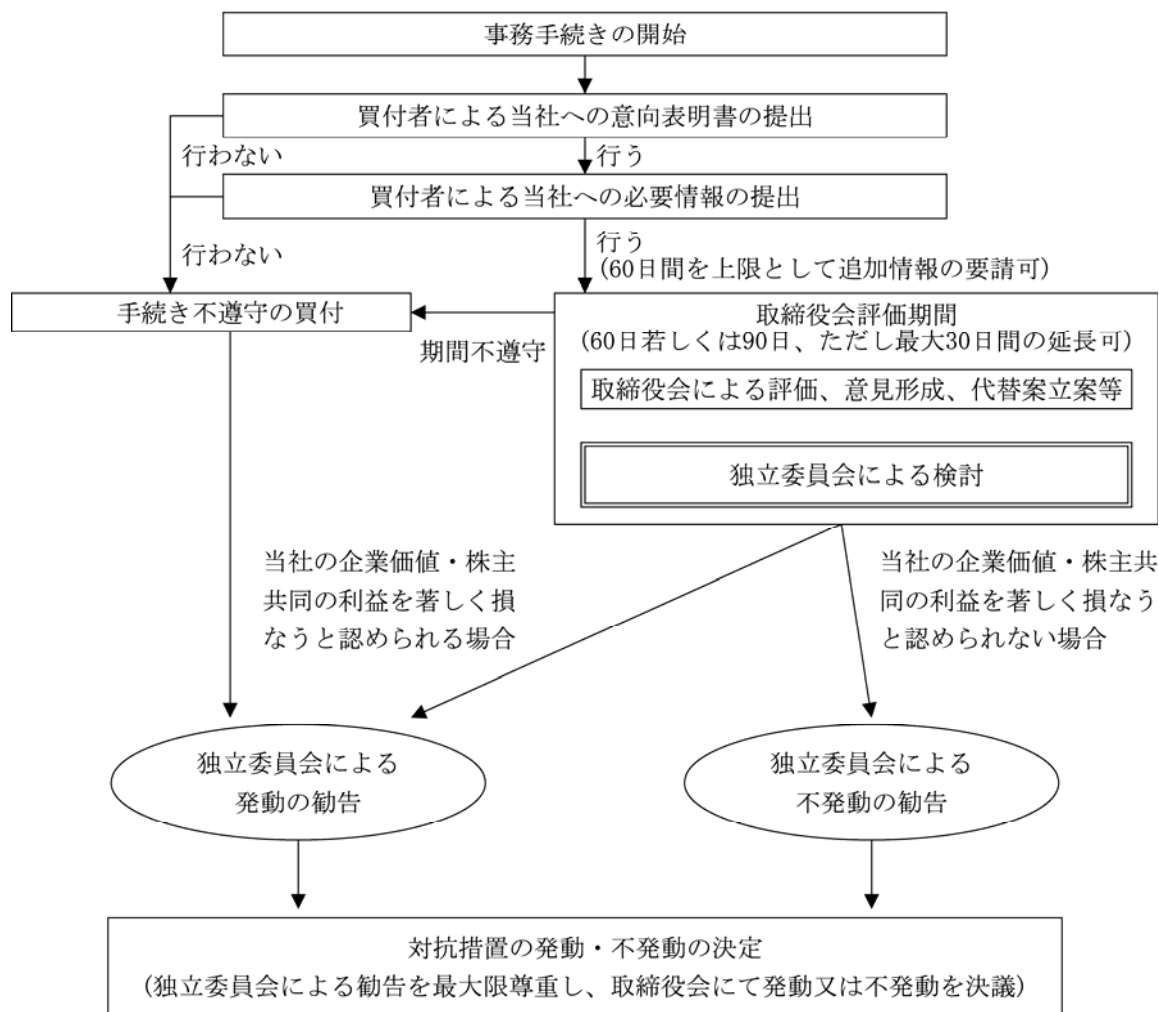 事務手続きの開始
買付者による当社への意向表明書の提出
行わない
行う
買付者による当社への必要情報の提出
行わない
行う
(60日間を上限として追加情報の要請可)
手続き不遵守の買付
期間不遵守
取締役会評価期間
(60日若しくは90日、ただし最大30日間の延長可)
取締役会による評価、意見形成、代替案立案等
独立委員会による検討
当社の企業価値・株主
共同の利益を著しく損
なうと認められる場合
当社の企業価値・株主共
同の利益を著しく損なう
と認められない場合
独立委員会による
発動の勧告
独立委員会による
不発動の勧告
対抗措置の発動・不発動の決定
(独立委員会による勧告を最大限尊重し、取締役会にて発動又は不発動を決議)